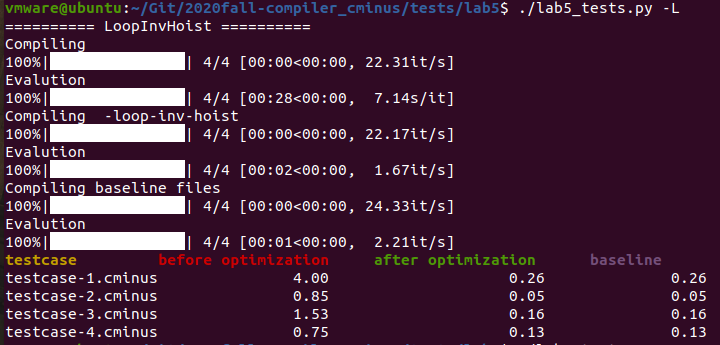 vmware@ubuntu:~/Git/2020fall-compiler_cminus/tests/lab5$ ./lab5_tests.py -L
========== LoopInvHoist ==========
Compiling
100%|██████████| 4/4 [00:00<00:00, 22.31it/s]
Evalution
100%|██████████| 4/4 [00:28<00:00, 7.14s/it]
Compiling -loop-inv-hoist
100%|██████████| 4/4 [00:00<00:00, 22.17it/s]
Evalution
100%|██████████| 4/4 [00:02<00:00, 1.67it/s]
Compiling baseline files
100%|██████████| 4/4 [00:00<00:00, 24.33it/s]
Evalution
100%|██████████| 4/4 [00:01<00:00, 2.21it/s]
testcase before optimization after optimization baseline
testcase-1.cminus 4.00 0.26 0.26
testcase-2.cminus 0.85 0.05 0.05
testcase-3.cminus 1.53 0.16 0.16
testcase-4.cminus 0.75 0.13 0.13